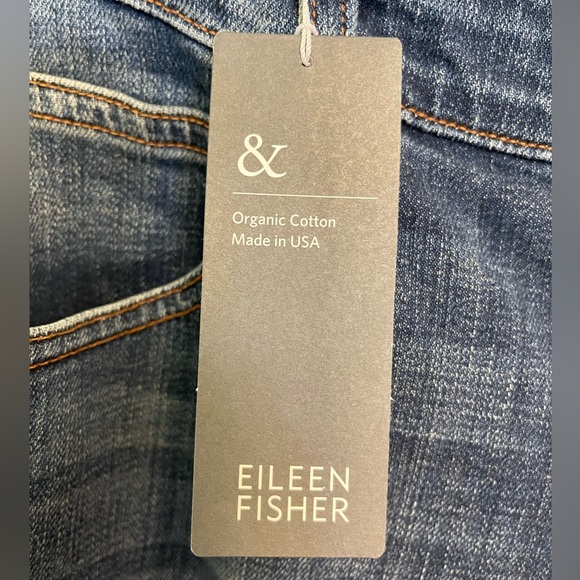 &
Organic Cotton
Made in USA
EILEEN
FISHER